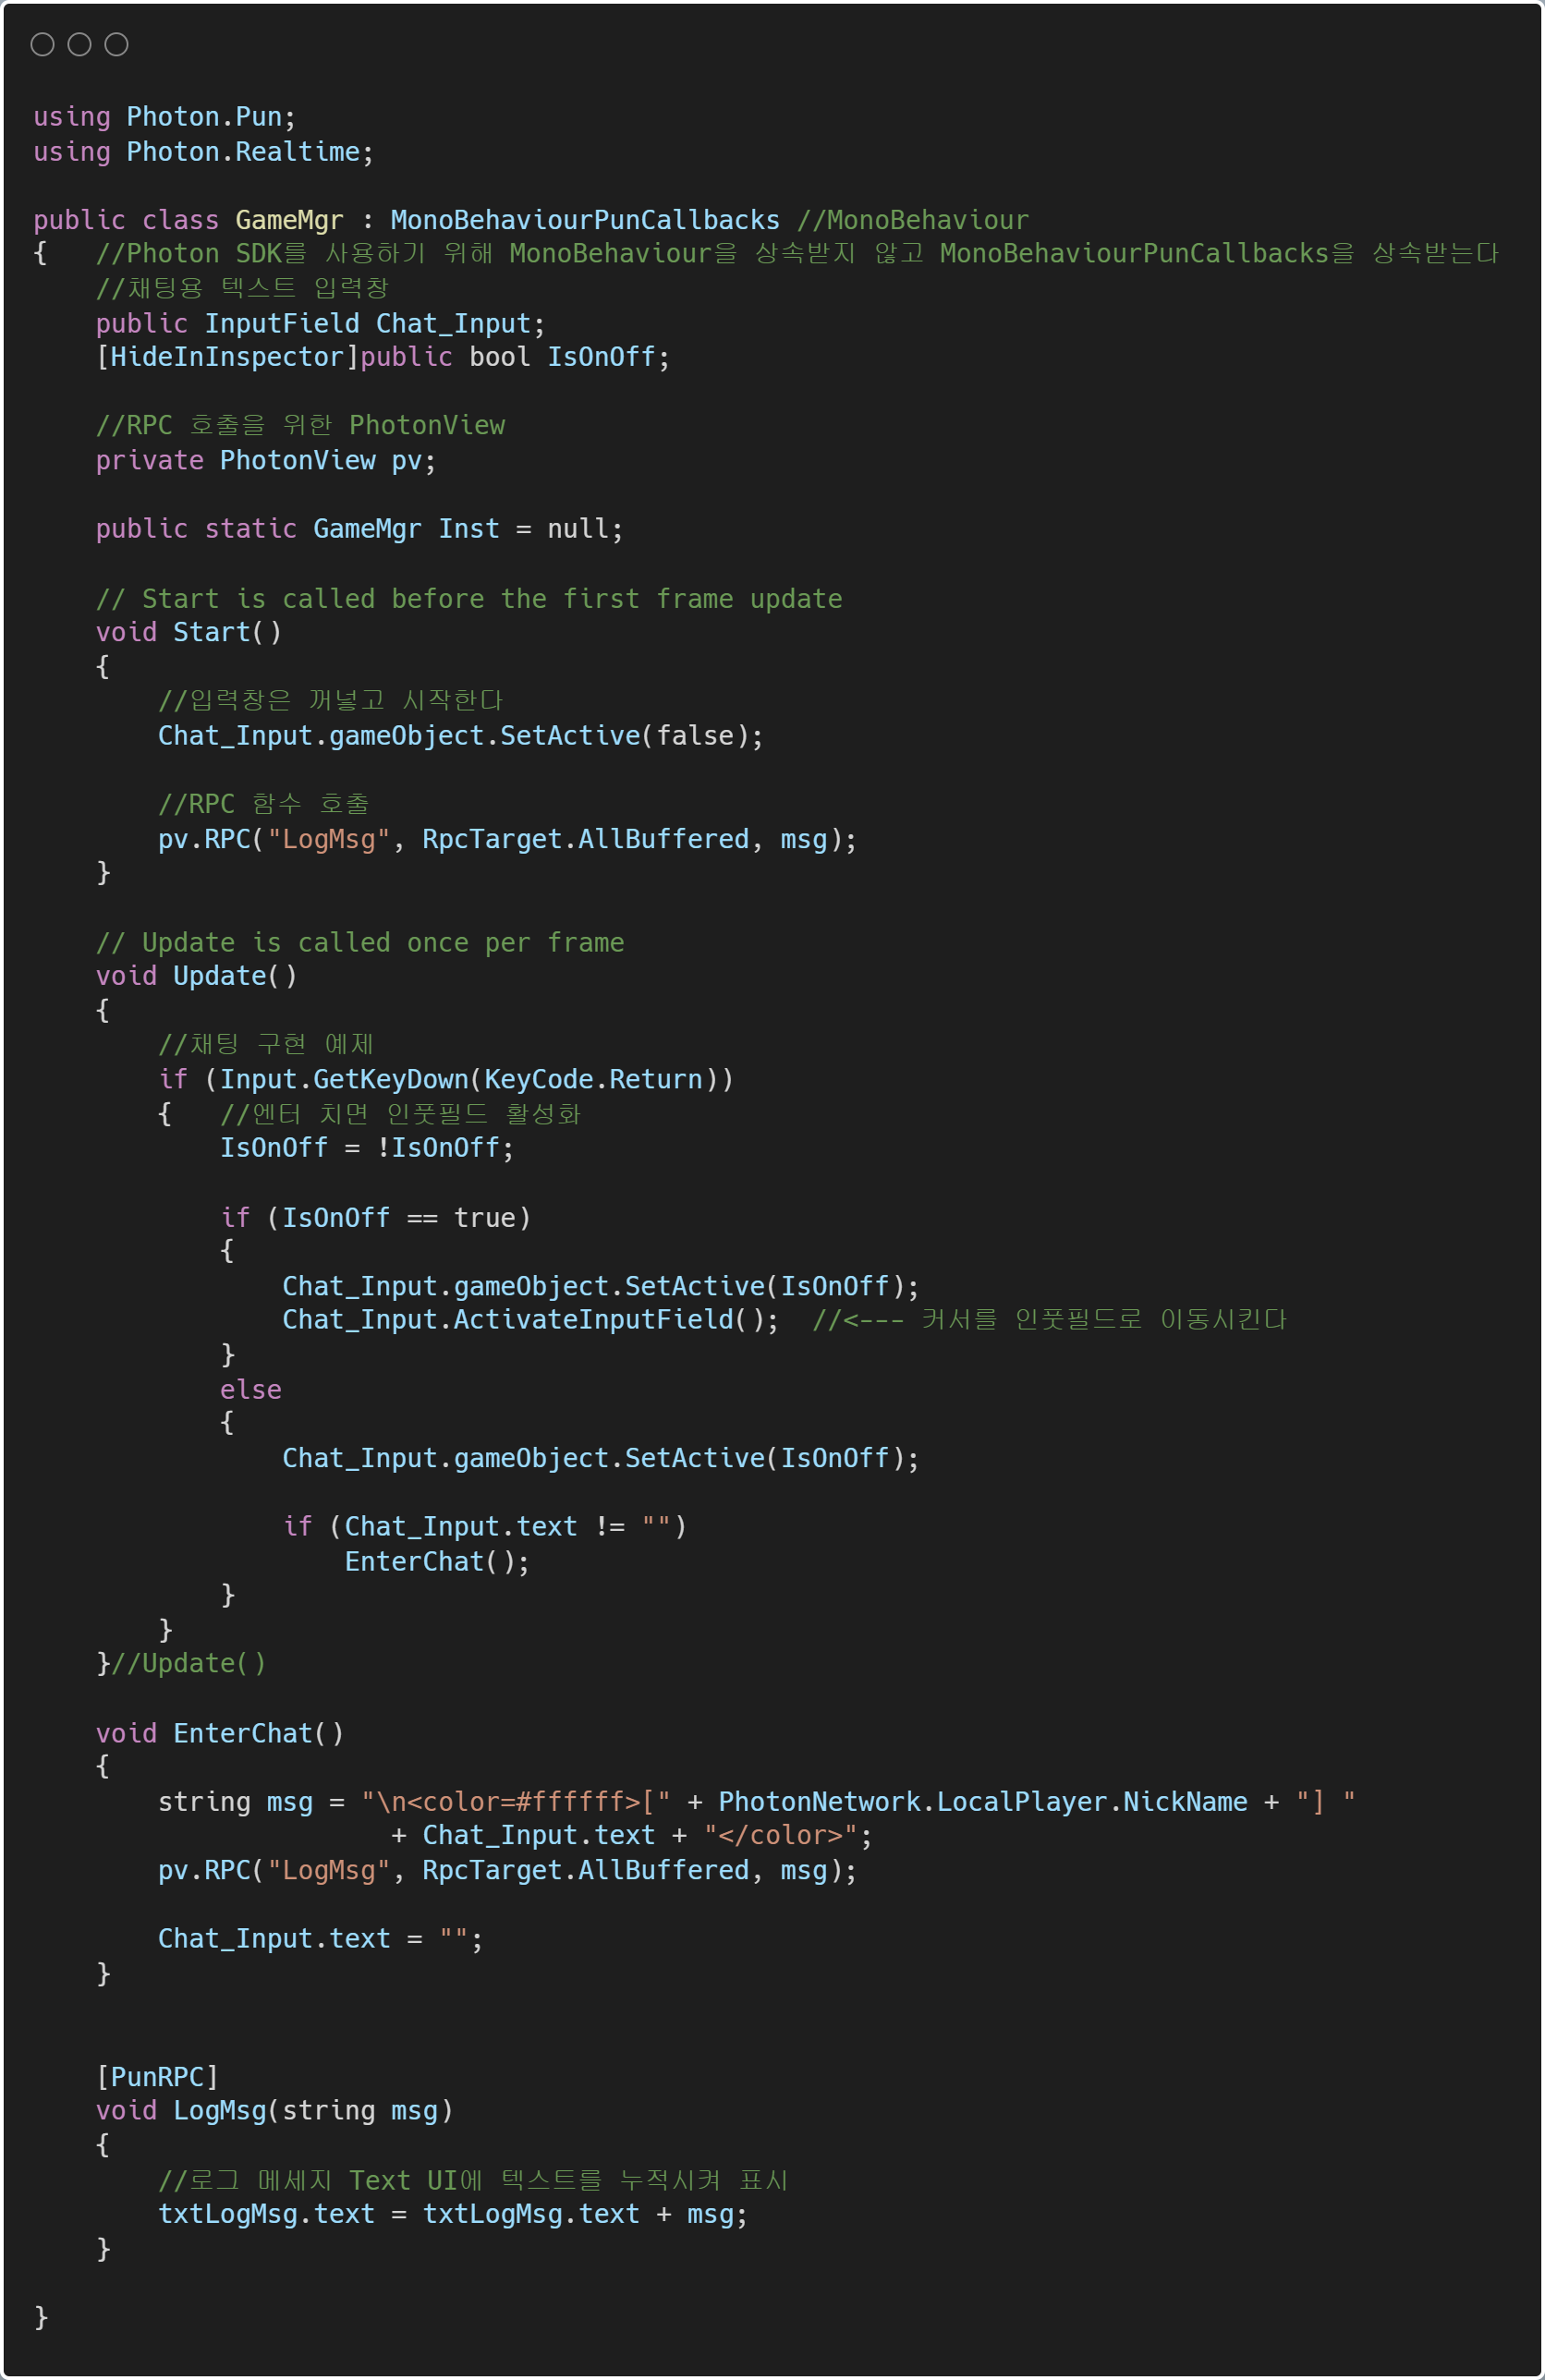 using Photon.Pun;
using Photon.Realtime;
public class GameMgr : MonoBehaviourPunCallbacks //MonoBehaviour
{   //Photon SDK를 사용하기 위해 MonoBehaviour을 상속받지 않고 MonoBehaviourPunCallbacks을 상속받는다
    //채팅용 텍스트 입력창
    public InputField Chat_Input;
    [HideInInspector]public bool IsOnOff;
    //RPC 호출을 위한 PhotonView
    private PhotonView pv;
    public static GameMgr Inst = null;
    // Start is called before the first frame update
    void Start()
    {
        //입력창은 꺼넣고 시작한다
        Chat_Input.gameObject.SetActive(false);
        //RPC 함수 호출
        pv.RPC("LogMsg", RpcTarget.AllBuffered, msg);
    }
    // Update is called once per frame
    void Update()
    {
        //채팅 구현 예제
        if (Input.GetKeyDown(KeyCode.Return))
        {   //엔터 치면 인풋필드 활성화
            IsOnOff = !IsOnOff;
            if (IsOnOff == true)
            {
                Chat_Input.gameObject.SetActive(IsOnOff);
                Chat_Input.ActivateInputField();  //<--- 커서를 인풋필드로 이동시킨다
            }
            else
            {
                Chat_Input.gameObject.SetActive(IsOnOff);
                if (Chat_Input.text != "")
                    EnterChat();
            }
        }
    }//Update()
    void EnterChat()
    {
        string msg = "\n<color=#ffffff>[" + PhotonNetwork.LocalPlayer.NickName + "] "
                       + Chat_Input.text + "</color>";
        pv.RPC("LogMsg", RpcTarget.AllBuffered, msg);
        Chat_Input.text = "";
    }
    [PunRPC]
    void LogMsg(string msg)
    {
        //로그 메세지 Text UI에 텍스트를 누적시켜 표시
        txtLogMsg.text = txtLogMsg.text + msg;
    }
}